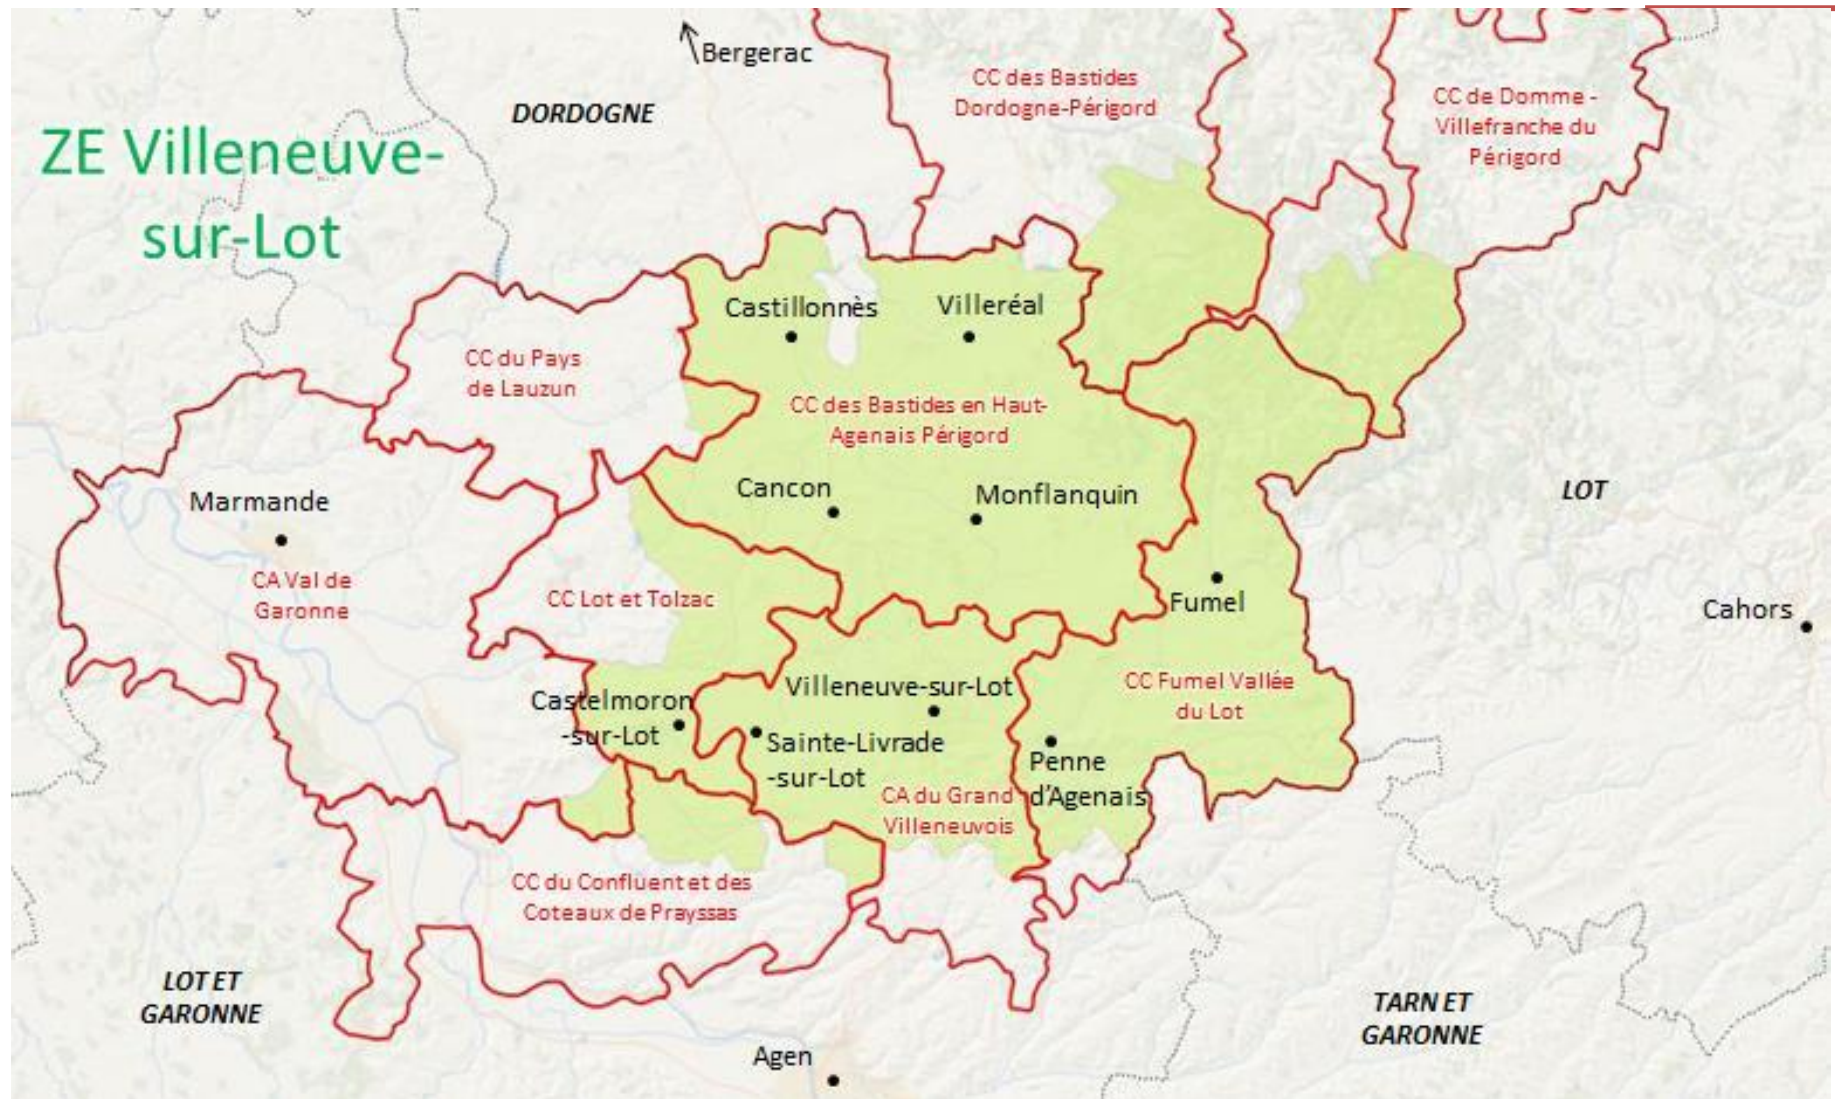 Bergerac
CC des Bastides
Dordogne-Périgord
CC de Domme -
Villefranche du
Périgord
DORDOGNE
ZE Villeneuve-
sur-Lot
Castillonnès
Villeréal
CC du Pays
de Lauzun
CC des Bastides en Haut-
Agenais Périgord
Marmande
Cancon
Monflanquin
LOT
CA Val de
Garonne
CC Lot et Tolzac
Fumel
Cahors
Castelmoron
-sur-Lot
Villeneuve-sur-Lot
CC Fumel Vallée
du Lot
Sainte-Livrade
-sur-Lot
Penne
d'Agenais
CA du Grand
Villeneuvois
CC du Confluent et des
Coteaux de Prayssas
LOT ET
GARONNE
TARN ET
GARONNE
Agen